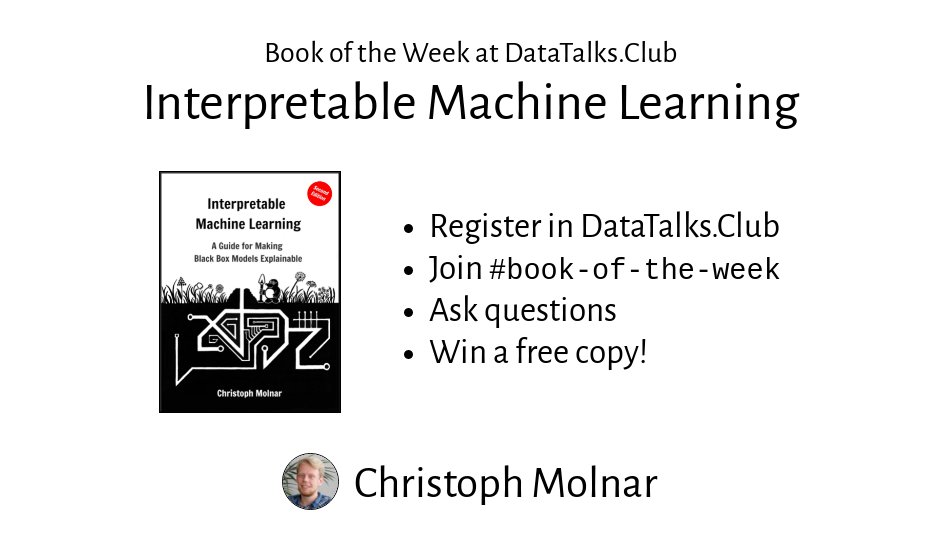 Book of the Week at DataTalks.Club
Interpretable Machine Learning
Second
Edition
Interpretable
Machine Learning
A Guide for Making
Black Box Models Explainable
Christoph Molnar
• Register in DataTalks.Club
• Join #book-of-the-week
• Ask questions
• Win a free copy!
Christoph Molnar